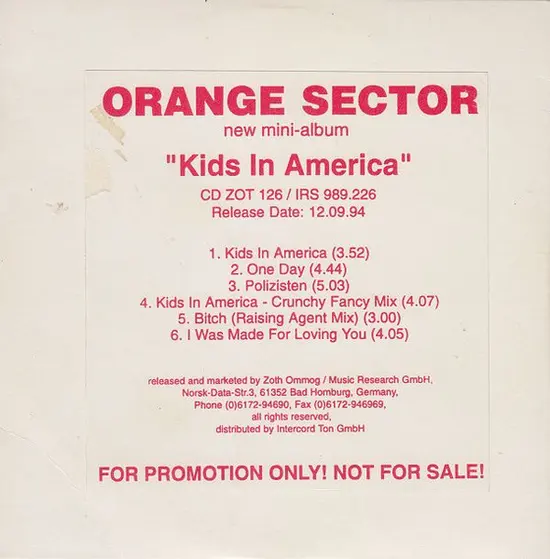 ORANGE SECTOR
new mini-album
"Kids In America"
CD ZOT 126 / IRS 989.226
Release Date: 12.09.94
1. Kids In America (3.52)
2. One Day (4.44)
3. Polizisten (5.03)
4. Kids In America - Crunchy Fancy Mix (4.07)
5. Bitch (Raising Agent Mix) (3.00)
6. I Was Made For Loving You (4.05)
released and marketed by Zoth Ommog / Music Research GmbH,
Norsk-Data-Str.3, 61352 Bad Homburg, Germany,
Phone (0)6172-94690, Fax (0)6172-946969,
all rights reserved,
distributed by Intercord Ton GmbH
FOR PROMOTION ONLY! NOT FOR SALE!